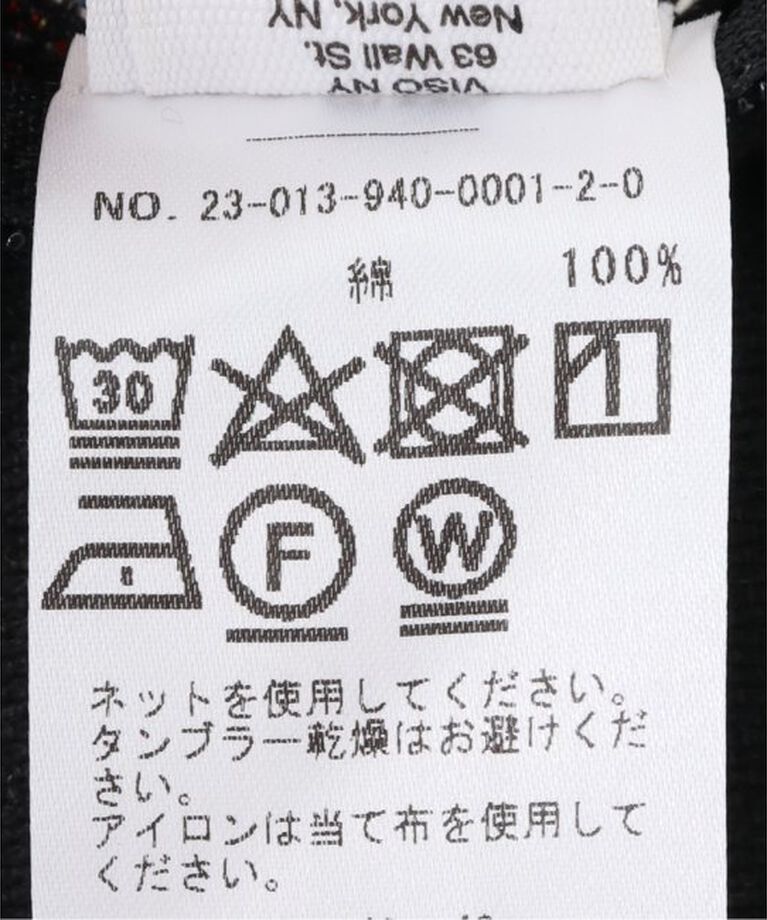 New York, NY
63 Wall St.
VISO NY
NO. 23-013-940-0001-2-0
綿 100%
30
F
W
ネットを使用してください。
タンブラー乾燥はお避けくだ
さい。
アイロンは当て布を使用して
ください。